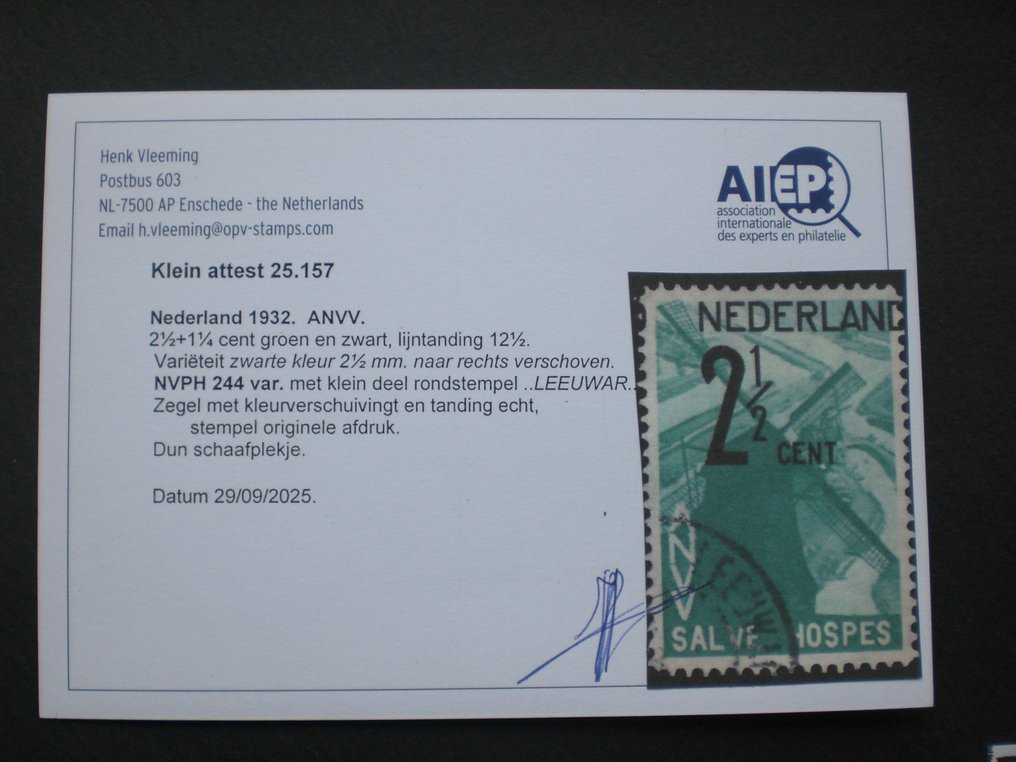 Henk Vleeming
Postbus 603
NL-7500 AP Enschede - the Netherlands
Email h.vleeming@opv-stamps.com
AIEP
association
internationale
des experts en philatelie
Klein attest 25.157
Nederland 1932. ANVV.
2½+1¼ cent groen en zwart, lijntanding 12½.
Variëteit zwarte kleur 2½ mm. naar rechts verschoven.
NVPH 244 var. met klein deel rondstempel ..LEEUWAR..
Zegel met kleurverschuivingt en tanding echt,
stempel originele afdruk.
Dun schaafplekje.
Datum 29/09/2025.
NEDERLAND
2½ CENT
ANVV
LEEUW
SALVE HOSPES